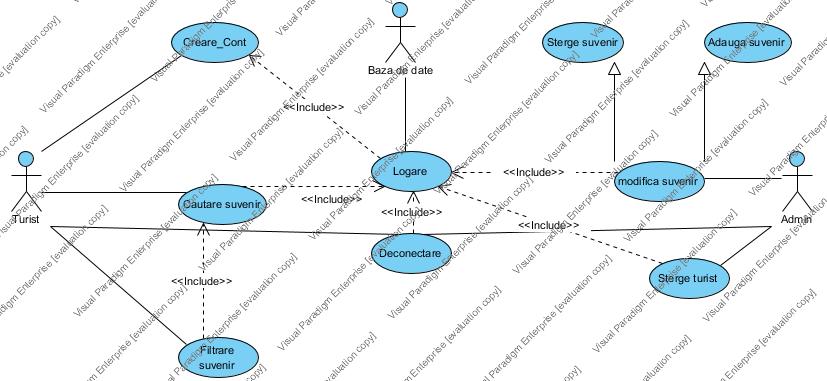 Creare_Cont
Baza de date
Sterge suvenir
Adauga suvenir
<<Include>>
Logare
<<Include>>
modifica suvenir
Turist
Cautare suvenir
<<Include>>
<<Include>>
Admin
<<Include>>
Deconectare
<<Include>>
Sterge turist
Filtrare
suvenir
Visual Paradigm Enterprise [evaluation copy]